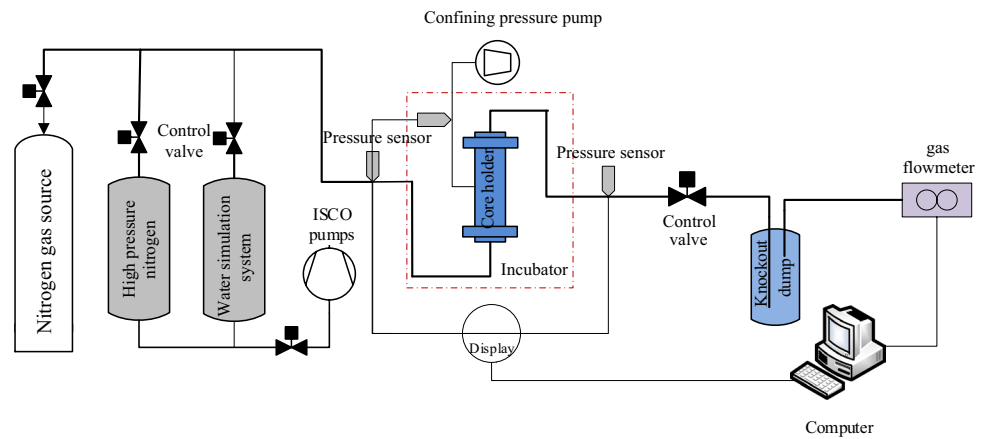 Confining pressure pump
Nitrogen gas source
Control
valve
High pressure
nitrogen
Water simulation
system
ISCO
pumps
Pressure sensor
Core holder
Incubator
Display
Pressure sensor
Control
valve
Knockout
dump
gas
flowmeter
Computer